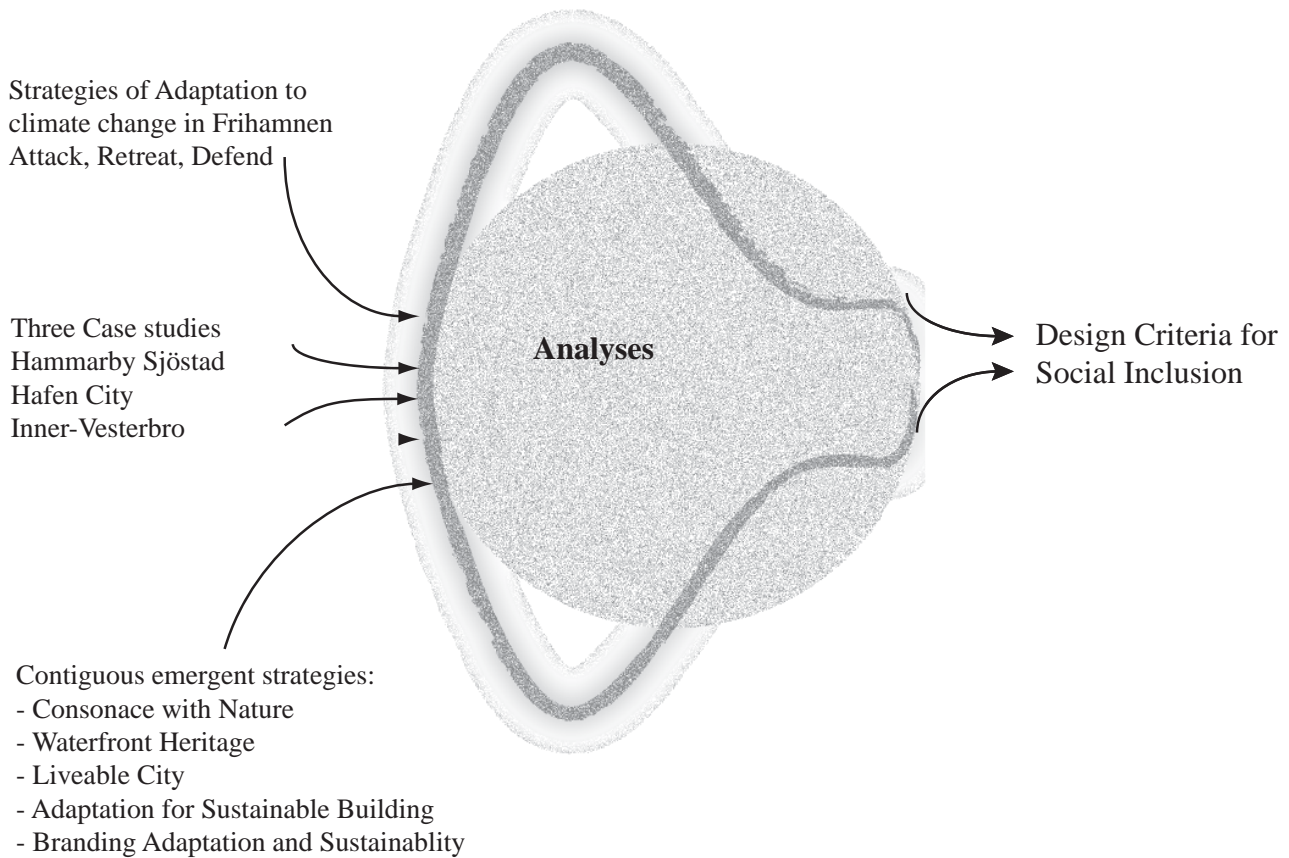 Strategies of Adaptation to
climate change in Frihamnen
Attack, Retreat, Defend
Three Case studies
Hammarby Sjöstad
Hafen City
Inner-Vesterbro
Analyses
Design Criteria for
Social Inclusion
Contiguous emergent strategies:
- Consonace with Nature
- Waterfront Heritage
- Liveable City
- Adaptation for Sustainable Building
- Branding Adaptation and Sustainablity